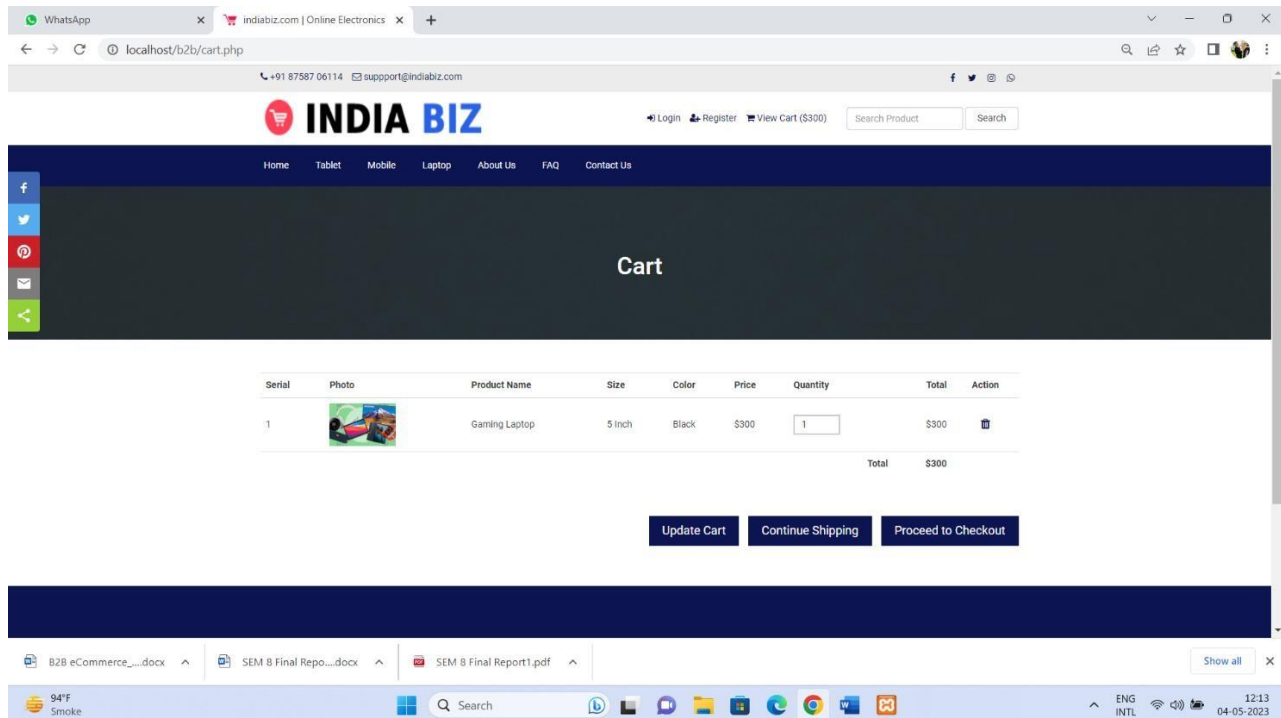 WhatsApp
indiabiz.com | Online Electronics
localhost/b2b/cart.php
+91 87587 06114 suppport@indiabiz.com
INDIA BIZ
Login Register View Cart ($300) Search Product Search
Home Tablet Mobile Laptop About Us FAQ Contact Us
Cart
Serial Photo Product Name Size Color Price Quantity Total Action
1 Gaming Laptop 5 Inch Black $300 1 $300
Total $300
Update Cart Continue Shipping Proceed to Checkout
B2B eCommerce_....docx SEM 8 Final Repo....docx SEM 8 Final Report1.pdf Show all
94°F
Smoke
Search
ENG
INTL
12:13
04-05-2023